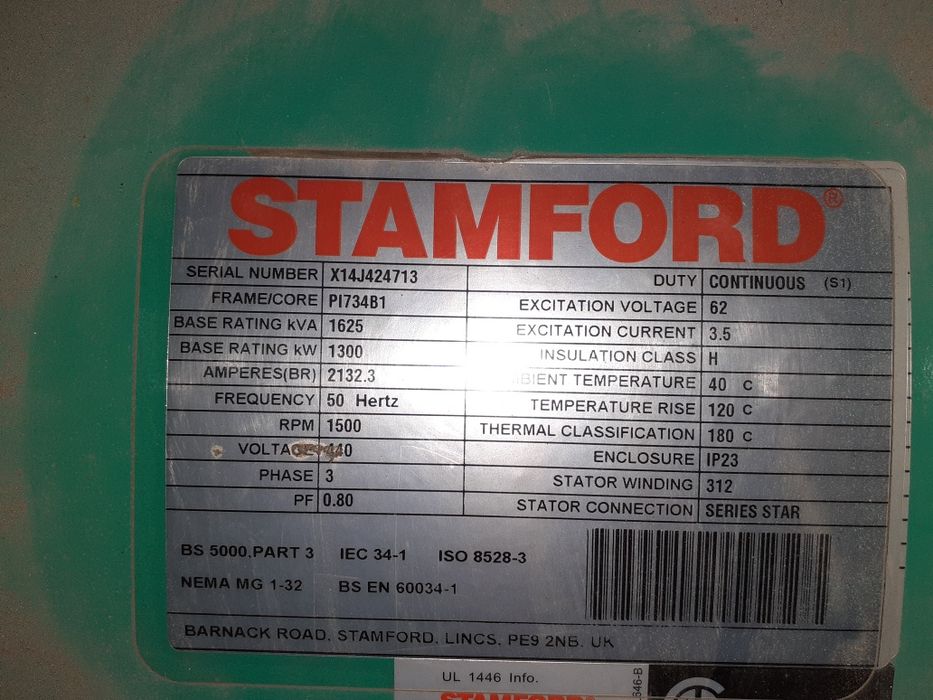 STAMFORD®
SERIAL NUMBER X14J424713 DUTY CONTINUOUS (S1)
FRAME/CORE PI734B1 EXCITATION VOLTAGE 62
BASE RATING kVA 1625 EXCITATION CURRENT 3.5
BASE RATING kW 1300 INSULATION CLASS H
AMPERES(BR) 2132.3 TEMPERATURE 40 C
FREQUENCY 50 Hertz TEMPERATURE RISE 120 C
RPM 1500 THERMAL CLASSIFICATION 180 C
VOLTAGE 440 ENCLOSURE IP23
PHASE 3 STATOR WINDING 312
PF 0.80 STATOR CONNECTION SERIES STAR
BS 5000.PART 3 IEC 34-1 ISO 8528-3
NEMA MG 1-32 BS EN 60034-1
BARNACK ROAD. STAMFORD. LINCS. PE9 2NB. UK
UL 1446 Info.
STAMFORD